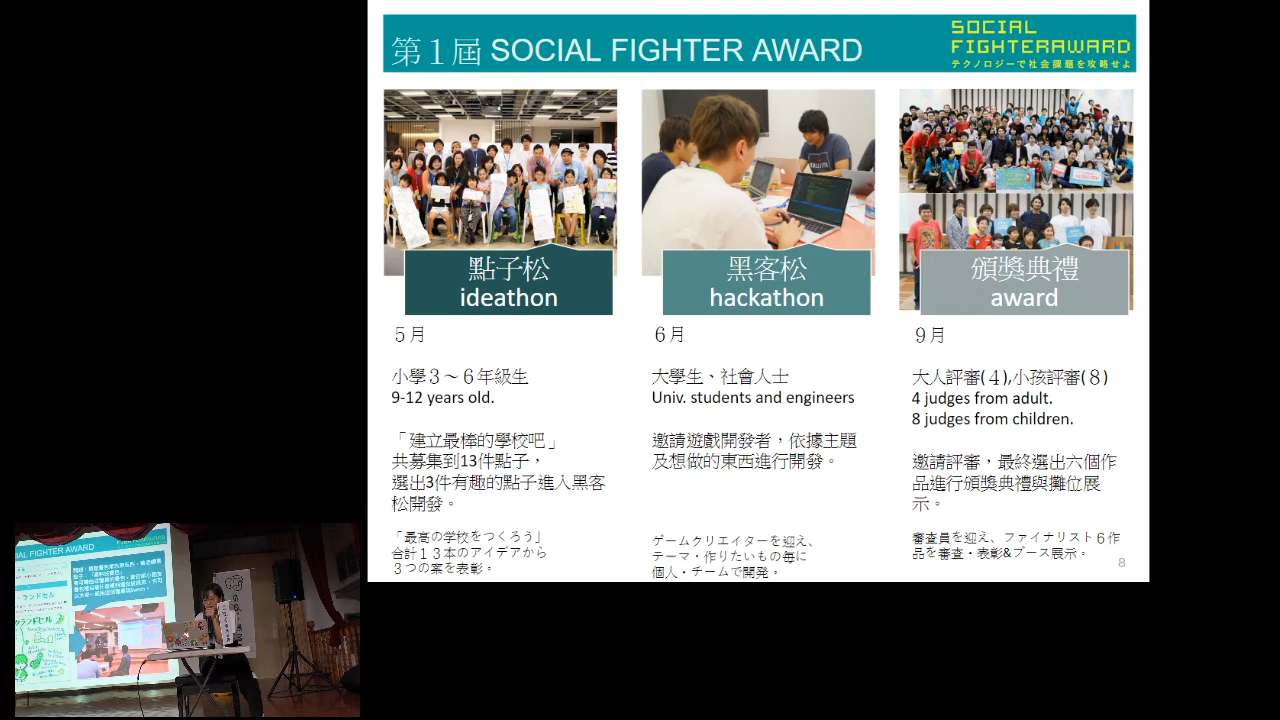 第１屆 SOCIAL FIGHTER AWARD
SOCIAL
FIGHTERAWARD
テクノロジーで社会課題を攻略せよ
點子松
ideathon
５月
小學３～６年級生
9-12 years old.
「建立最棒的學校吧」
共募集到13件點子，
選出3件有趣的點子進入黑客
松開發。
「最高の学校をつくろう」
合計１３本のアイデアから
３つの案を表彰。
黑客松
hackathon
６月
大學生、社會人士
Univ. students and engineers
邀請遊戲開發者，依據主題
及想做的東西進行開發。
ゲームクリエイターを迎え、
テーマ・作りたいもの毎に
個人・チームで開発。
頒獎典禮
award
９月
大人評審(４),小孩評審(８)
4 judges from adult.
8 judges from children.
邀請評審，最終選出六個作
品進行頒獎典禮與攤位展
示。
審査員を迎え、ファイナリスト６作
品を審査・表彰&ブース展示。
8
FIGHTER AWARD
ランドセル